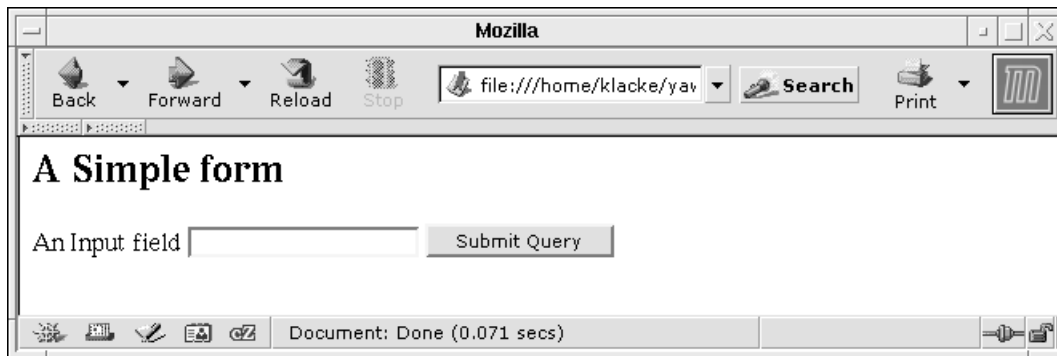 Mozilla
Back Forward Reload Stop file:///home/klacke/yaw Search Print
A Simple form
An Input field Submit Query
Document: Done (0.071 secs)